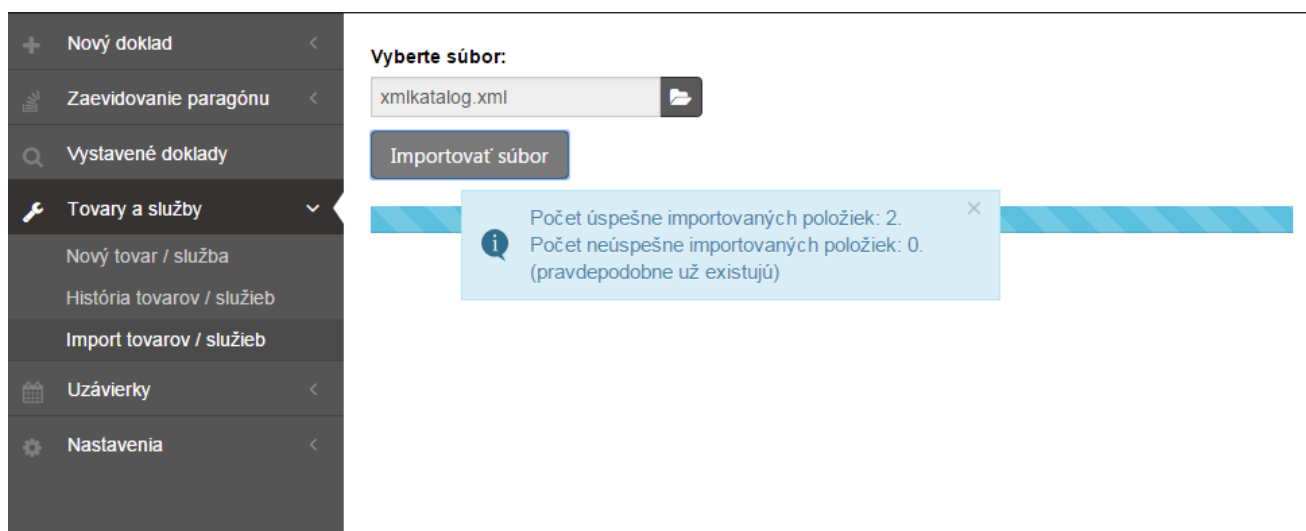 Nový doklad
Zaevidovanie paragónu
Vystavené doklady
Tovary a služby
Nový tovar / služba
História tovarov / služieb
Import tovarov / služieb
Uzávierky
Nastavenia
Vyberte súbor:
xmlkatalog.xml
Importovať súbor
Počet úspešne importovaných položiek: 2.
Počet neúspešne importovaných položiek: 0.
(pravdepodobne už existujú)